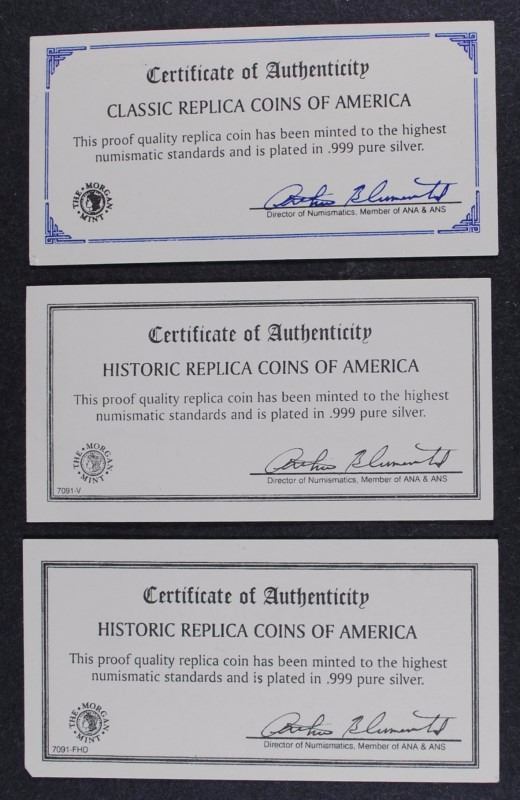 Certificate of Authenticity
CLASSIC REPLICA COINS OF AMERICA
This proof quality replica coin has been minted to the highest
numismatic standards and is plated in .999 pure silver.
THE • MORGAN • MINT •
Director of Numismatics, Member of ANA & ANS
Certificate of Authenticity
HISTORIC REPLICA COINS OF AMERICA
This proof quality replica coin has been minted to the highest
numismatic standards and is plated in .999 pure silver.
THE • MORGAN • MINT •
Director of Numismatics, Member of ANA & ANS
7091-V
Certificate of Authenticity
HISTORIC REPLICA COINS OF AMERICA
This proof quality replica coin has been minted to the highest
numismatic standards and is plated in .999 pure silver.
THE • MORGAN • MINT •
Director of Numismatics, Member of ANA & ANS
7091-FHD